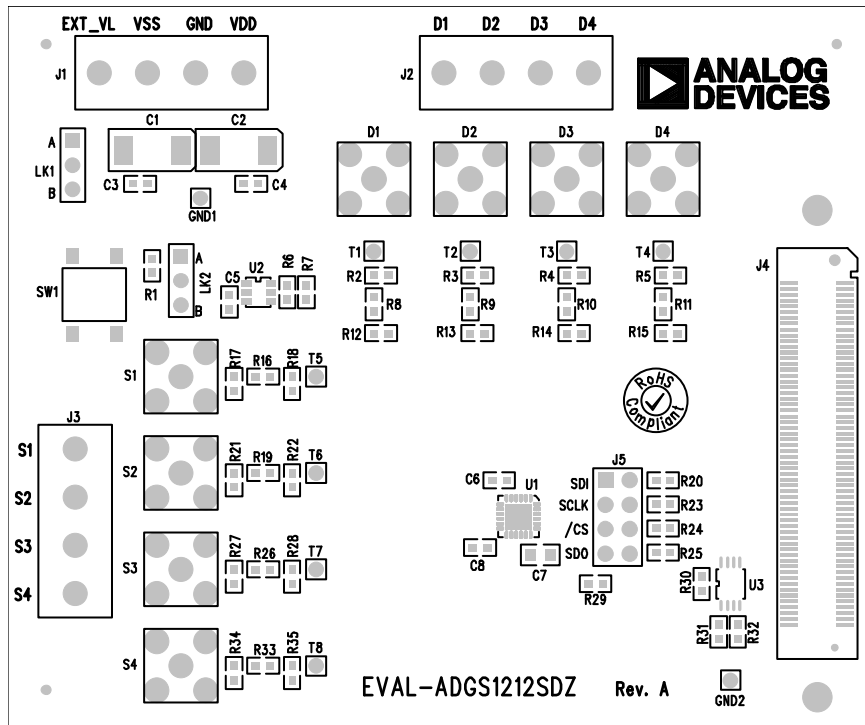 EXT_VL VSS GND VDD
J1
D1 D2 D3 D4
J2
ANALOG
DEVICES
A
LK1
B
C1 C2
C3
C4
GND1
D1 D2 D3 D4
T1 T2 T3 T4
R2 R3 R4 R5
R8 R9 R10 R11
R12 R13 R14 R15
J4
SW1
R1
A
LK2
B
C5
U2
R6
R7
S1
R17
R16
R18
T5
RoHS
Compliant
J3
S1
S2
S3
S4
S2
R21
R19
R22
T6
S3
R27
R26
R28
T7
S4
R34
R33
R35
T8
C6
U1
C8
C7
J5
SDI
SCLK
/CS
SDO
R20
R23
R24
R25
R29
R30
U3
R31
R32
GND2
EVAL-ADGS1212SDZ Rev. A